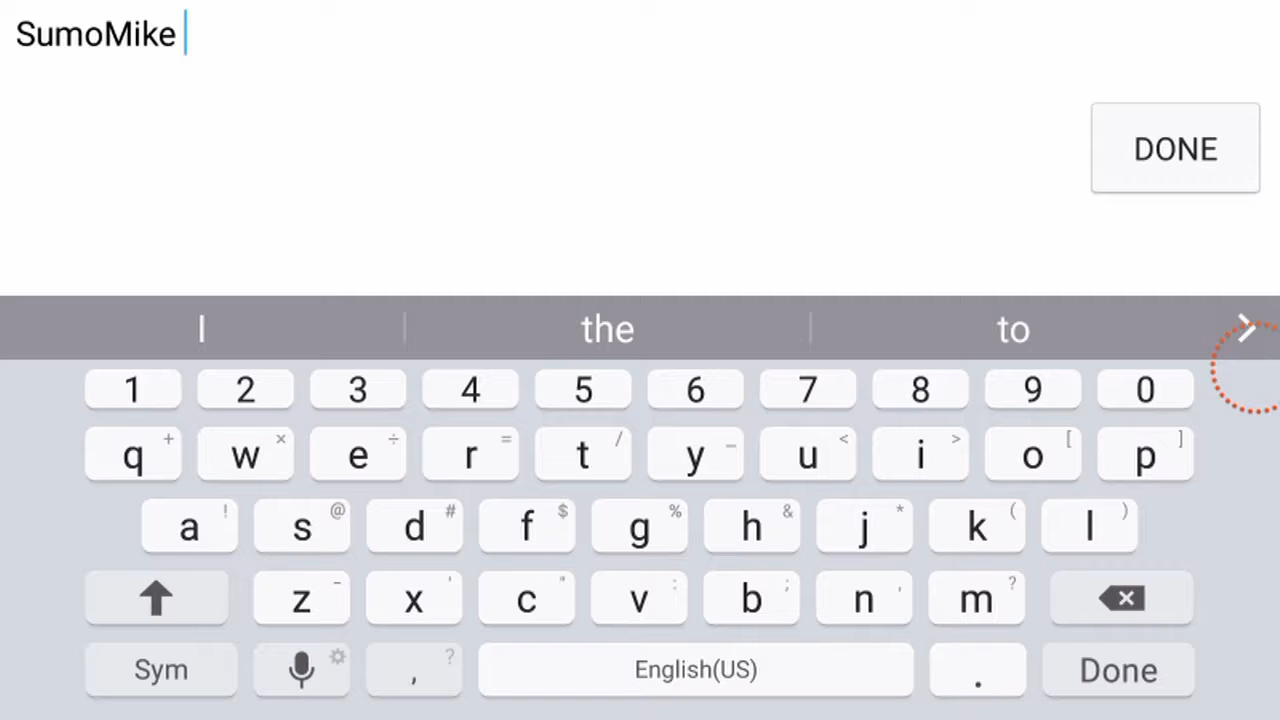 SumoMike
DONE
I the to
1 2 3 4 5 6 7 8 9 0
q + w × e ÷ r = t / y _ u < i > o [ p ]
a ! s @ d # f $ g % h & j * k ( l )
z - x ' c " v : b ; n , m ?
Sym , ? English(US) . Done